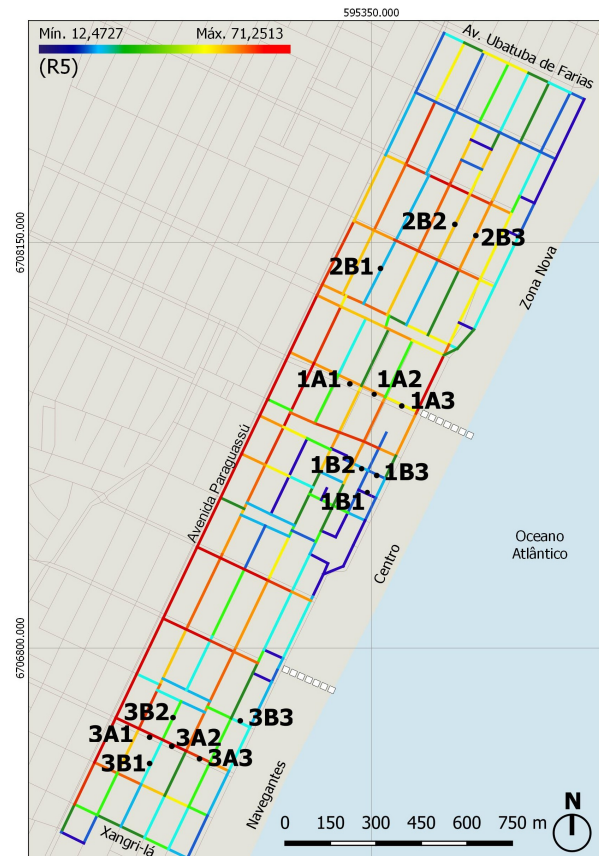 595350.000
Mín. 12,4727 Máx. 71,2513
(R5)
Av. Ubatuba de Farias
6708150.000
2B2
2B3
2B1
Zona Nova
1A1
1A2
1A3
Avenida Paraguassú
1B2
1B3
1B1
Oceano
Atlântico
Centro
6706800.000
3B2
3B3
3A1
3A2
3A3
3B1
Navegantes
Xangri-lá
N
0 150 300 450 600 750 m